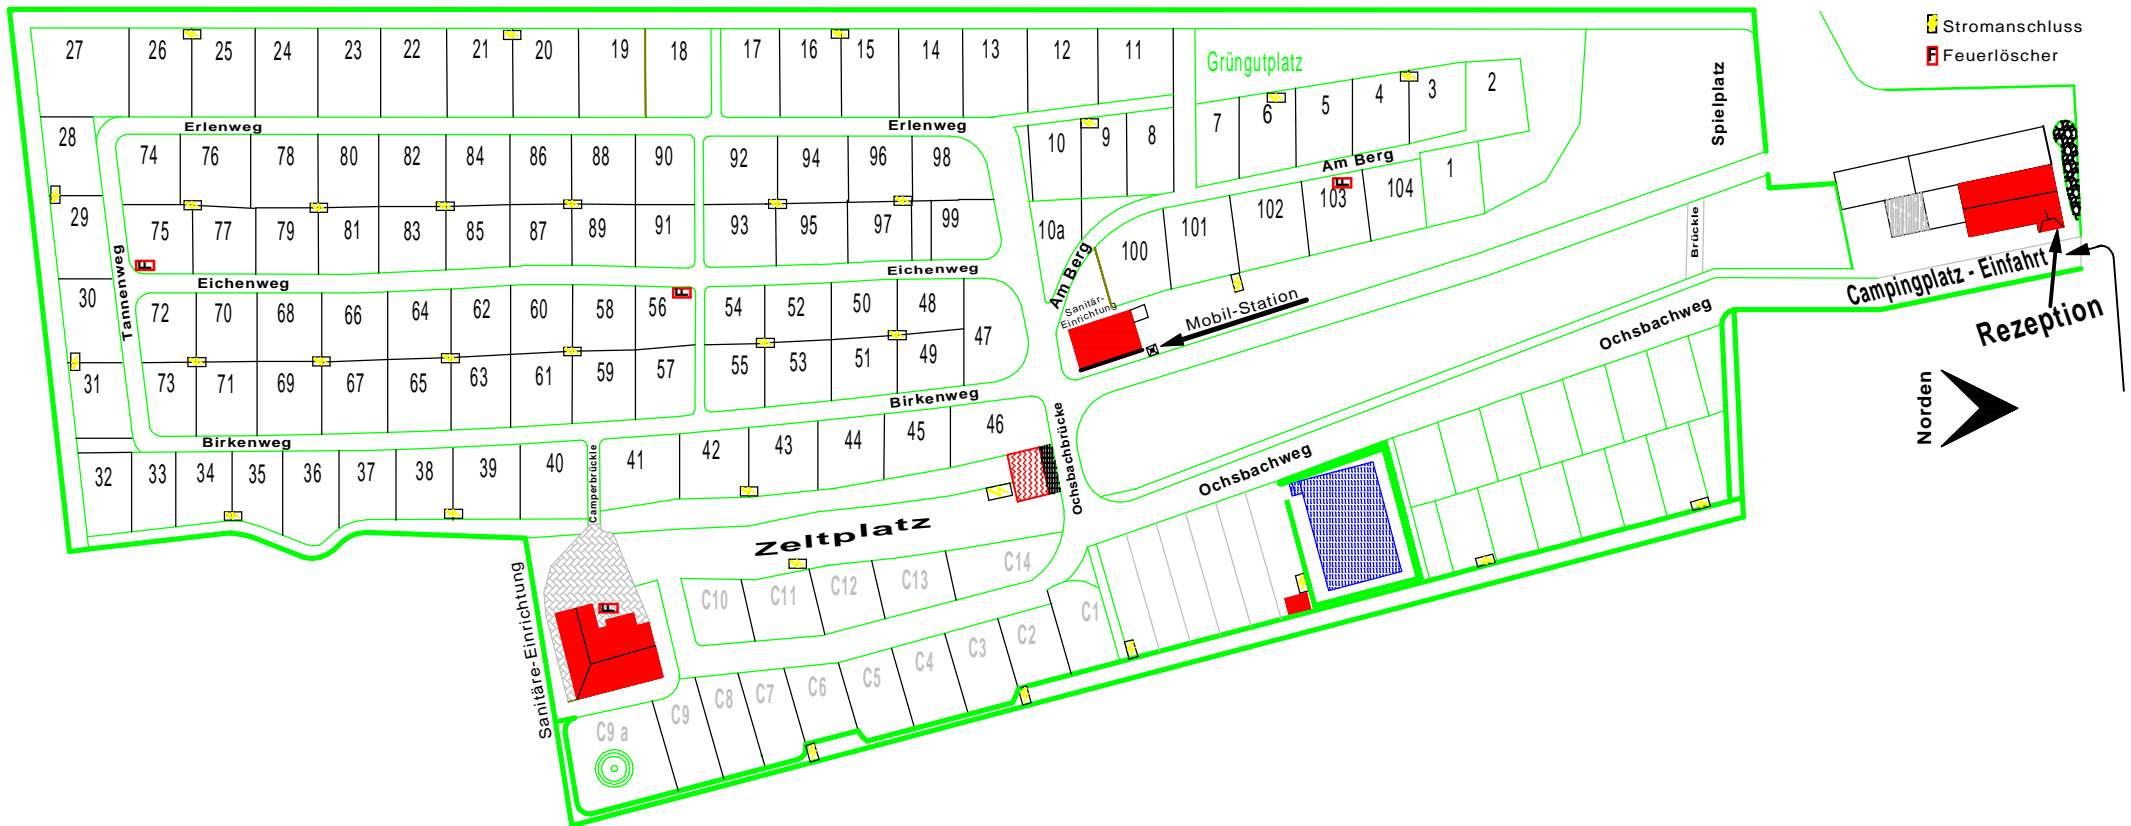 Stromanschluss
F Feuerlöscher
27 26 25 24 23 22 21 20 19 18 17 16 15 14 13 12 11
Grüngutplatz
Spielplatz
7 6 5 4 3 2
Erlenweg
Erlenweg
28
10 9 8
Am Berg
1
74 76 78 80 82 84 86 88 90 92 94 96 98
F
103 104
29
75 77 79 81 83 85 87 89 91 93 95 97 99
10a
100 101 102
Brückle
F
Tannenweg
Eichenweg
Eichenweg
Am Berg
Campingplatz - Einfahrt
Rezeption
30
72 70 68 66 64 62 60 58 56 54 52 50 48 47
F
Sanitär-
Einrichtung
Mobil-Station
Ochsbachweg
31
73 71 69 67 65 63 61 59 57 55 53 51 49
Norden
Birkenweg
Birkenweg
Camperbrückle
Ochsbachbrücke
32 33 34 35 36 37 38 39 40 41 42 43 44 45 46
Ochsbachweg
Zeltplatz
Sanitäre-Einrichtung
F
C10 C11 C12 C13 C14
C9 a C9 C8 C7 C6 C5 C4 C3 C2 C1